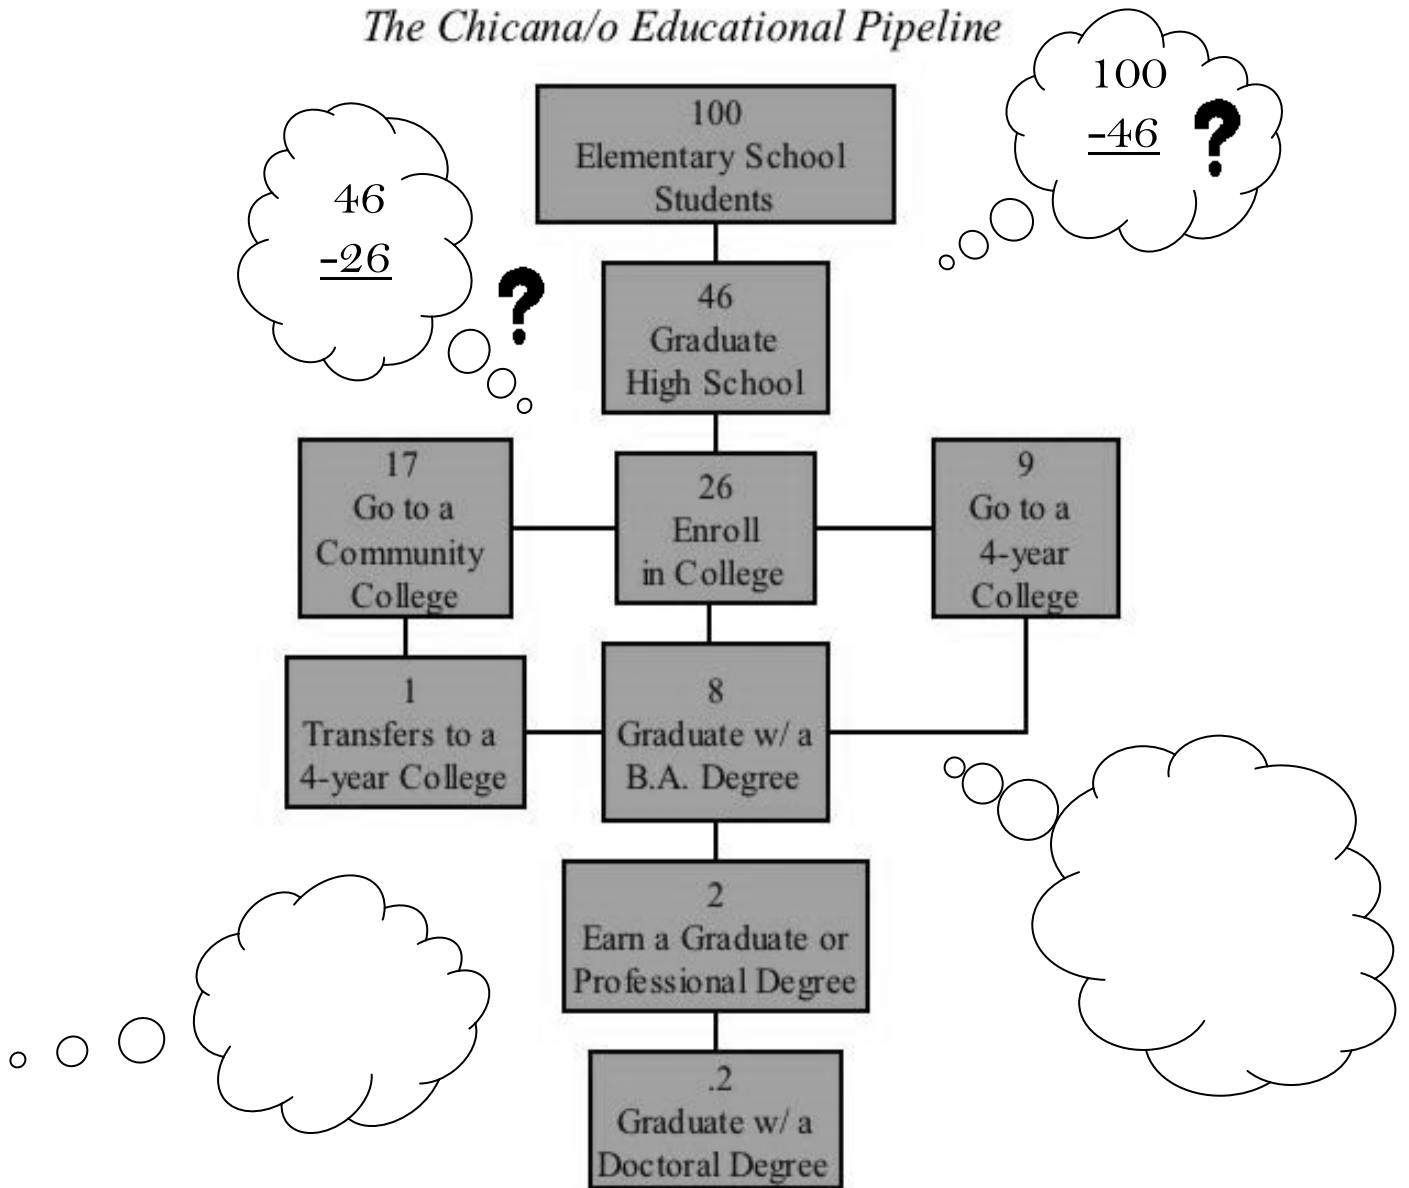 The Chicana/o Educational Pipeline
100
-46
?
100
Elementary School
Students
46
-26
?
46
Graduate
High School
17
Go to a
Community
College
26
Enroll
in College
9
Go to a
4-year
College
1
Transfers to a
4-year College
8
Graduate w/ a
B.A. Degree
2
Earn a Graduate or
Professional Degree
.2
Graduate w/ a
Doctoral Degree